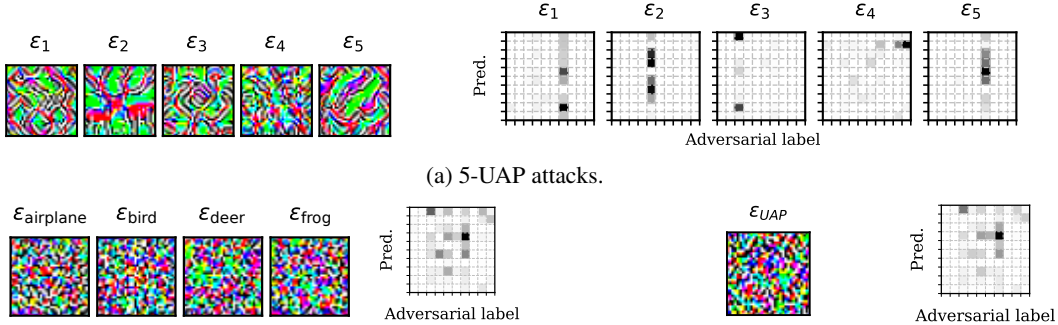 ε1 ε2 ε3 ε4 ε5
ε1 ε2 ε3 ε4 ε5
Pred.
Adversarial label
(a) 5-UAP attacks.
εairplane εbird εdeer εfrog
Pred.
Adversarial label
εUAP
Pred.
Adversarial label